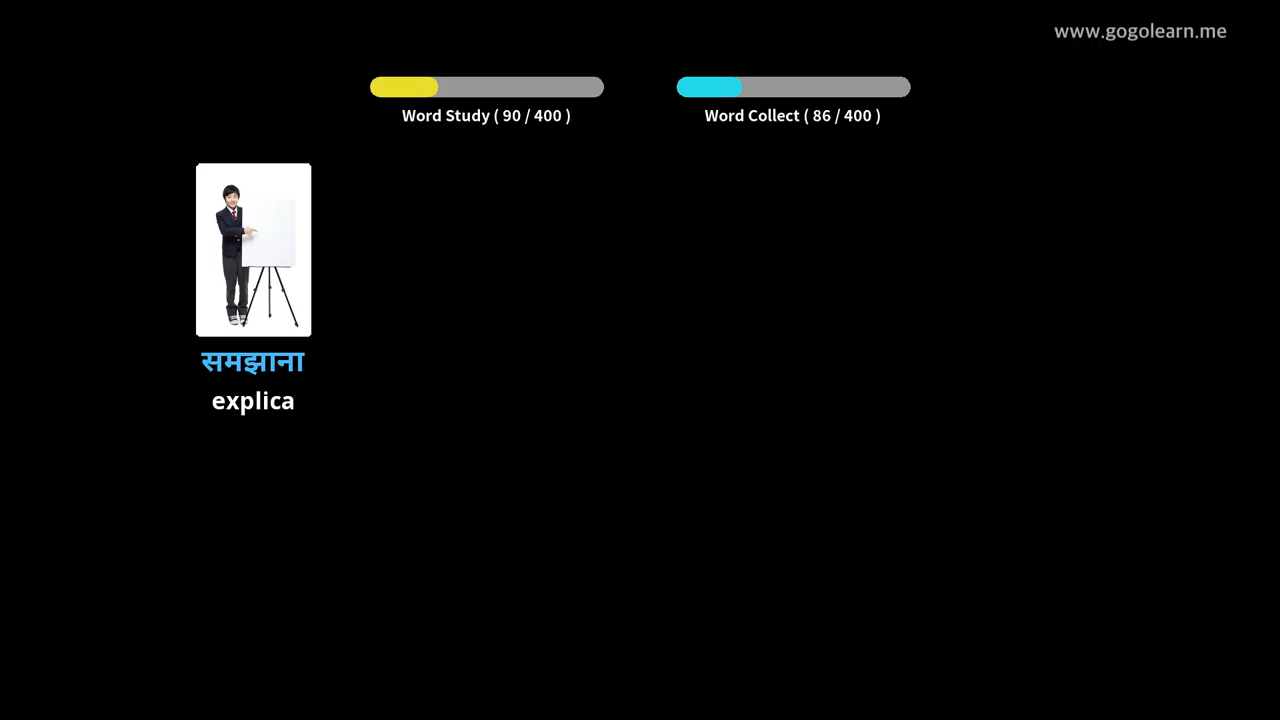 www.gogolearn.me
Word Study ( 90 / 400 )
Word Collect ( 86 / 400 )
समझाना
explica